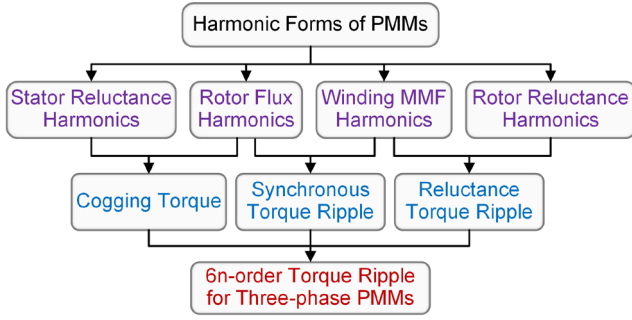 Harmonic Forms of PMMs
Stator Reluctance
Harmonics
Rotor Flux
Harmonics
Winding MMF
Harmonics
Rotor Reluctance
Harmonics
Cogging Torque
Synchronous
Torque Ripple
Reluctance
Torque Ripple
6n-order Torque Ripple
for Three-phase PMMs